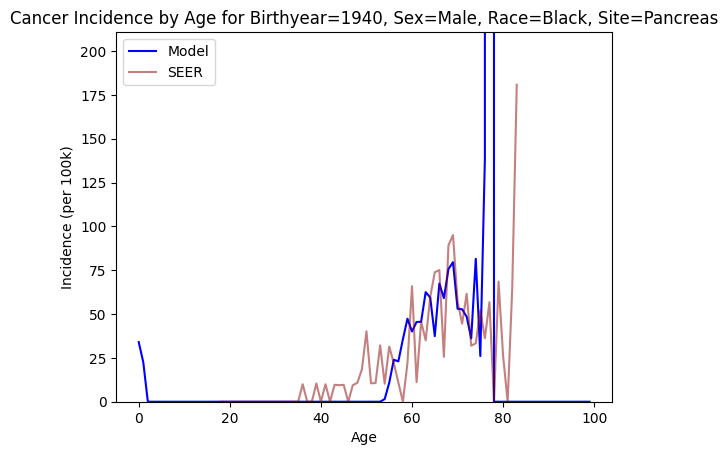 Cancer Incidence by Age for Birthyear=1940, Sex=Male, Race=Black, Site=Pancreas
Model
SEER
Incidence (per 100k)
200
175
150
125
100
75
50
25
0
0 20 40 60 80 100
Age